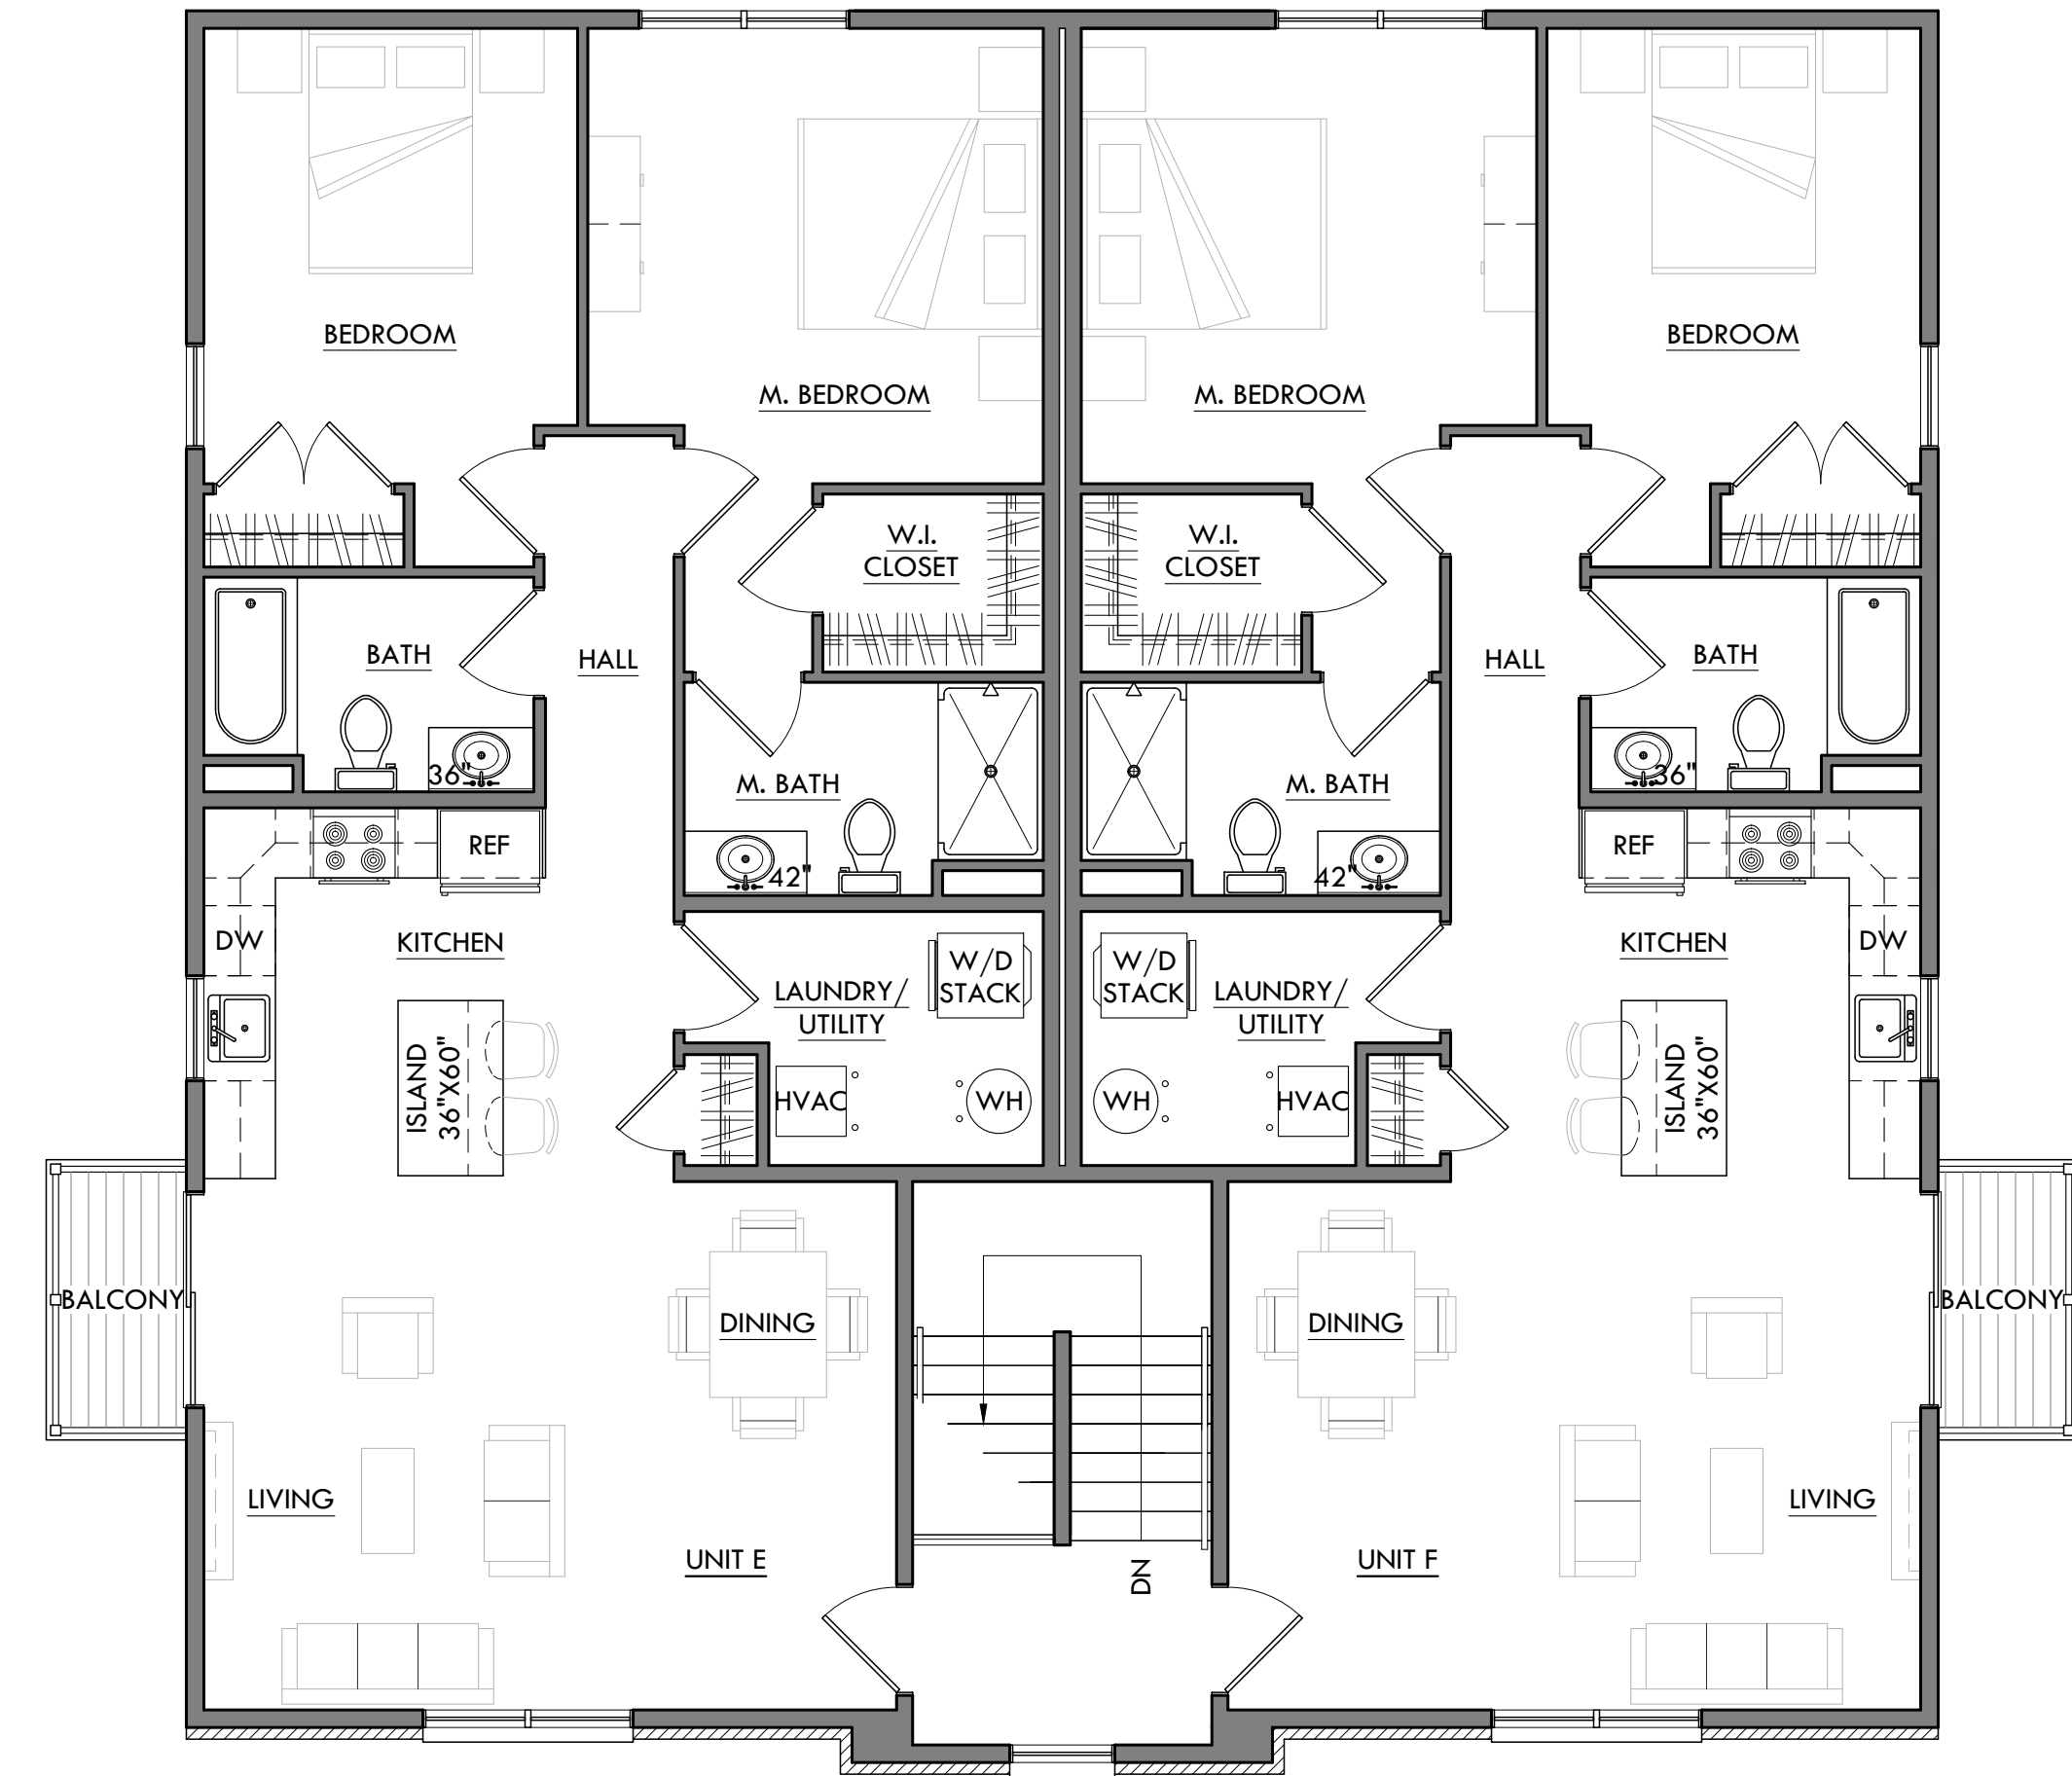 BEDROOM
BEDROOM
M. BEDROOM
M. BEDROOM
W.I.
CLOSET
W.I.
CLOSET
BATH
HALL
HALL
BATH
36"
M. BATH
M. BATH
36"
REF
42"
42"
REF
DW
KITCHEN
W/D
STACK
W/D
STACK
KITCHEN
DW
LAUNDRY/
UTILITY
LAUNDRY/
UTILITY
ISLAND
36"X60"
HVAC
WH
WH
HVAC
ISLAND
36"X60"
BALCONY
DINING
DINING
BALCONY
LIVING
LIVING
UNIT E
DN
UNIT F